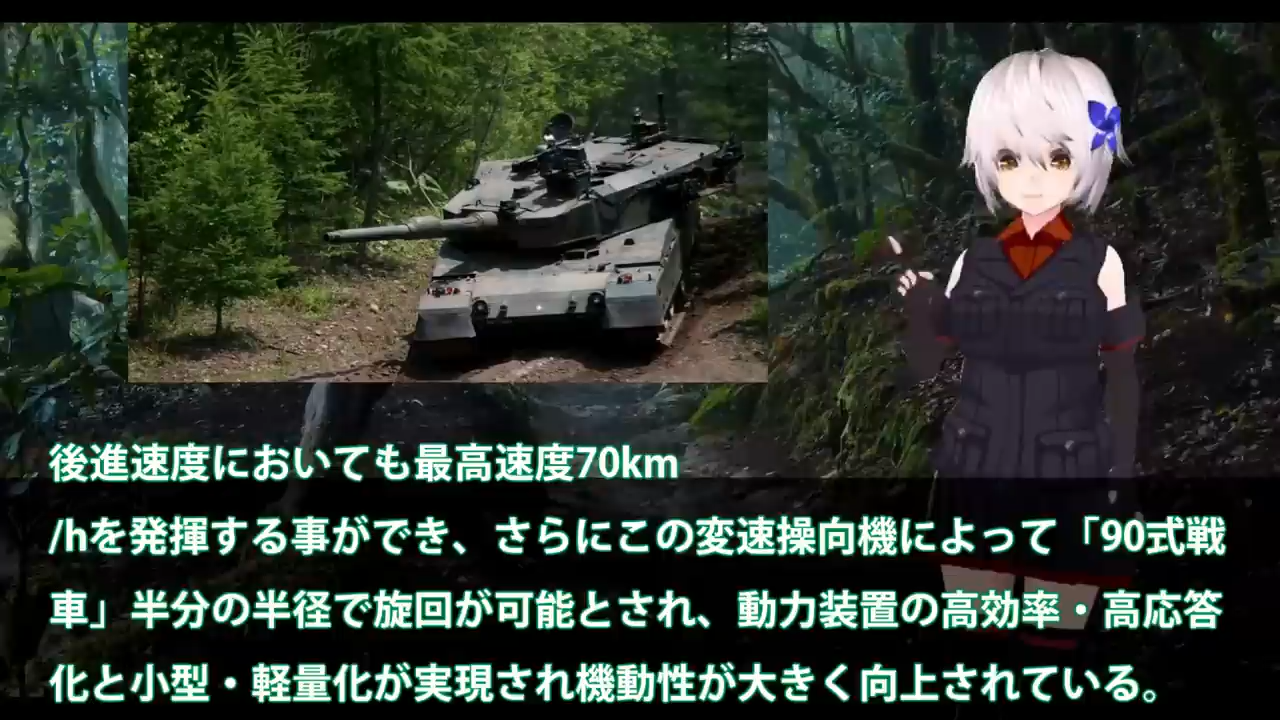 後進速度においても最高速度70km
/hを発揮する事ができ、さらにこの変速操向機によって「90式戦
車」半分の半径で旋回が可能とされ、動力装置の高効率・高応答
化と小型・軽量化が実現され機動性が大きく向上されている。